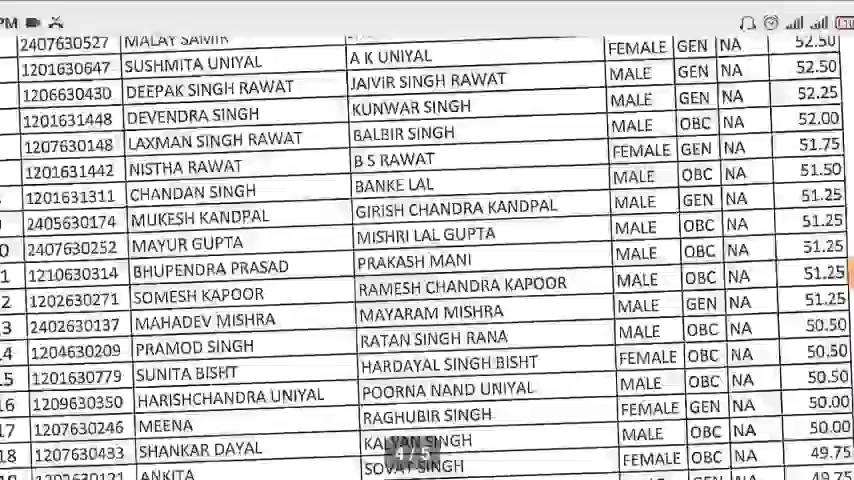 PM
2407630527 MALAY SAMIR
1201630647 SUSHMITA UNIYAL A K UNIYAL FEMALE GEN NA 52.50
1206630430 DEEPAK SINGH RAWAT JAIVIR SINGH RAWAT MALE GEN NA 52.50
1201631448 DEVENDRA SINGH KUNWAR SINGH MALE GEN NA 52.25
1207630148 LAXMAN SINGH RAWAT BALBIR SINGH MALE OBC NA 52.00
1201631442 NISTHA RAWAT B S RAWAT FEMALE GEN NA 51.75
1201631311 CHANDAN SINGH BANKE LAL MALE OBC NA 51.50
2405630174 MUKESH KANDPAL GIRISH CHANDRA KANDPAL MALE GEN NA 51.25
0 2407630252 MAYUR GUPTA MISHRI LAL GUPTA MALE OBC NA 51.25
1 1210630314 BHUPENDRA PRASAD PRAKASH MANI MALE OBC NA 51.25
2 1202630271 SOMESH KAPOOR RAMESH CHANDRA KAPOOR MALE OBC NA 51.25
3 2402630137 MAHADEV MISHRA MAYARAM MISHRA MALE GEN NA 51.25
14 1204630209 PRAMOD SINGH RATAN SINGH RANA MALE OBC NA 50.50
15 1201630779 SUNITA BISHT HARDAYAL SINGH BISHT FEMALE OBC NA 50.50
16 1209630350 HARISHCHANDRA UNIYAL POORNA NAND UNIYAL MALE OBC NA 50.50
17 1207630246 MEENA RAGHUBIR SINGH FEMALE GEN NA 50.00
18 1207630433 SHANKAR DAYAL KALYAN SINGH MALE OBC NA 50.00
ANKITA SOVAT SINGH FEMALE OBC NA 49.75
GEN NA 49.75
4/5